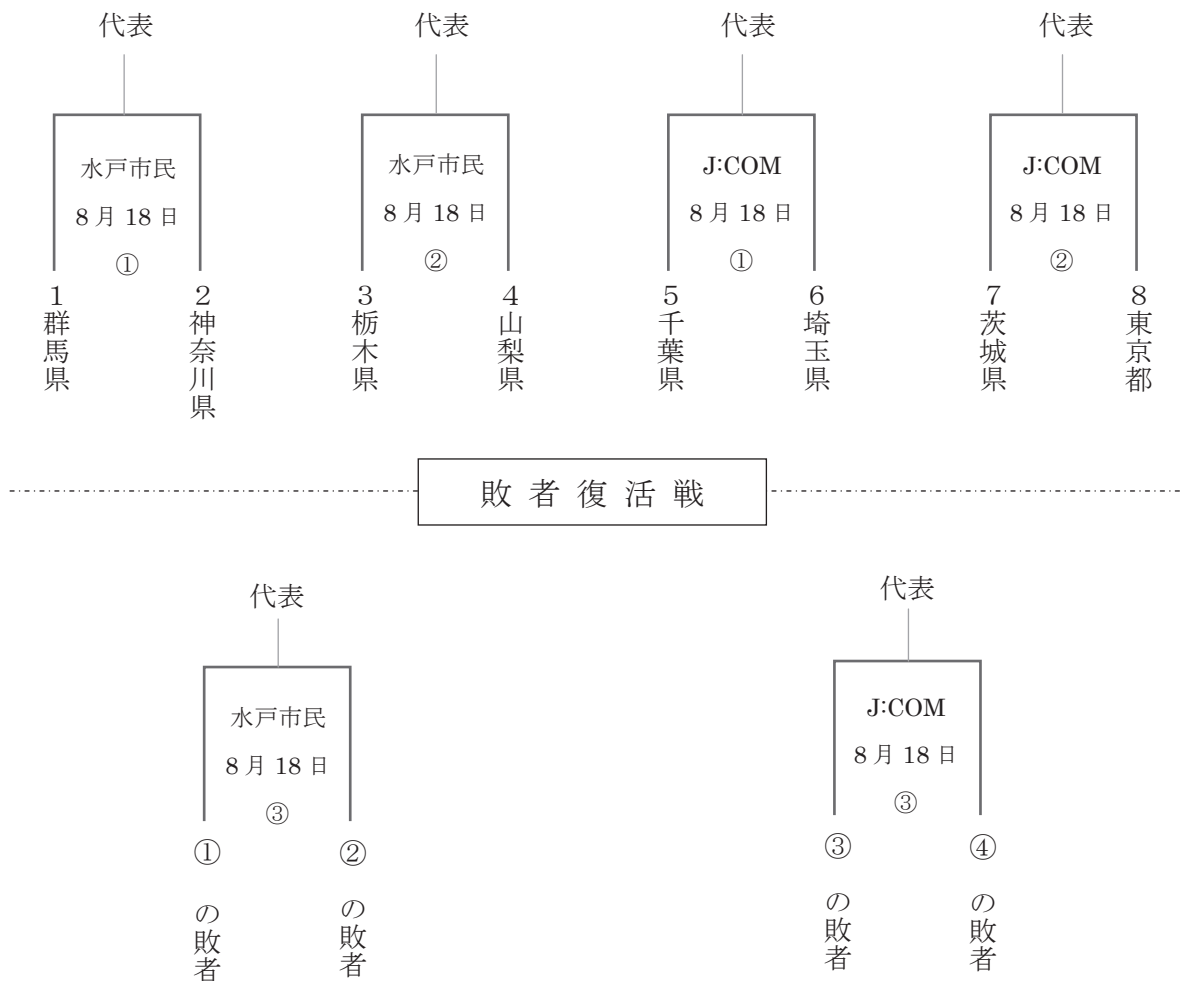 代表
代表
代表
代表
水戸市民
8月18日
①
水戸市民
8月18日
②
J:COM
8月18日
①
J:COM
8月18日
②
1群馬県
2神奈川県
3栃木県
4山梨県
5千葉県
6埼玉県
7茨城県
8東京都
敗者復活戦
代表
代表
水戸市民
8月18日
③
J:COM
8月18日
③
①の敗者
②の敗者
③の敗者
④の敗者